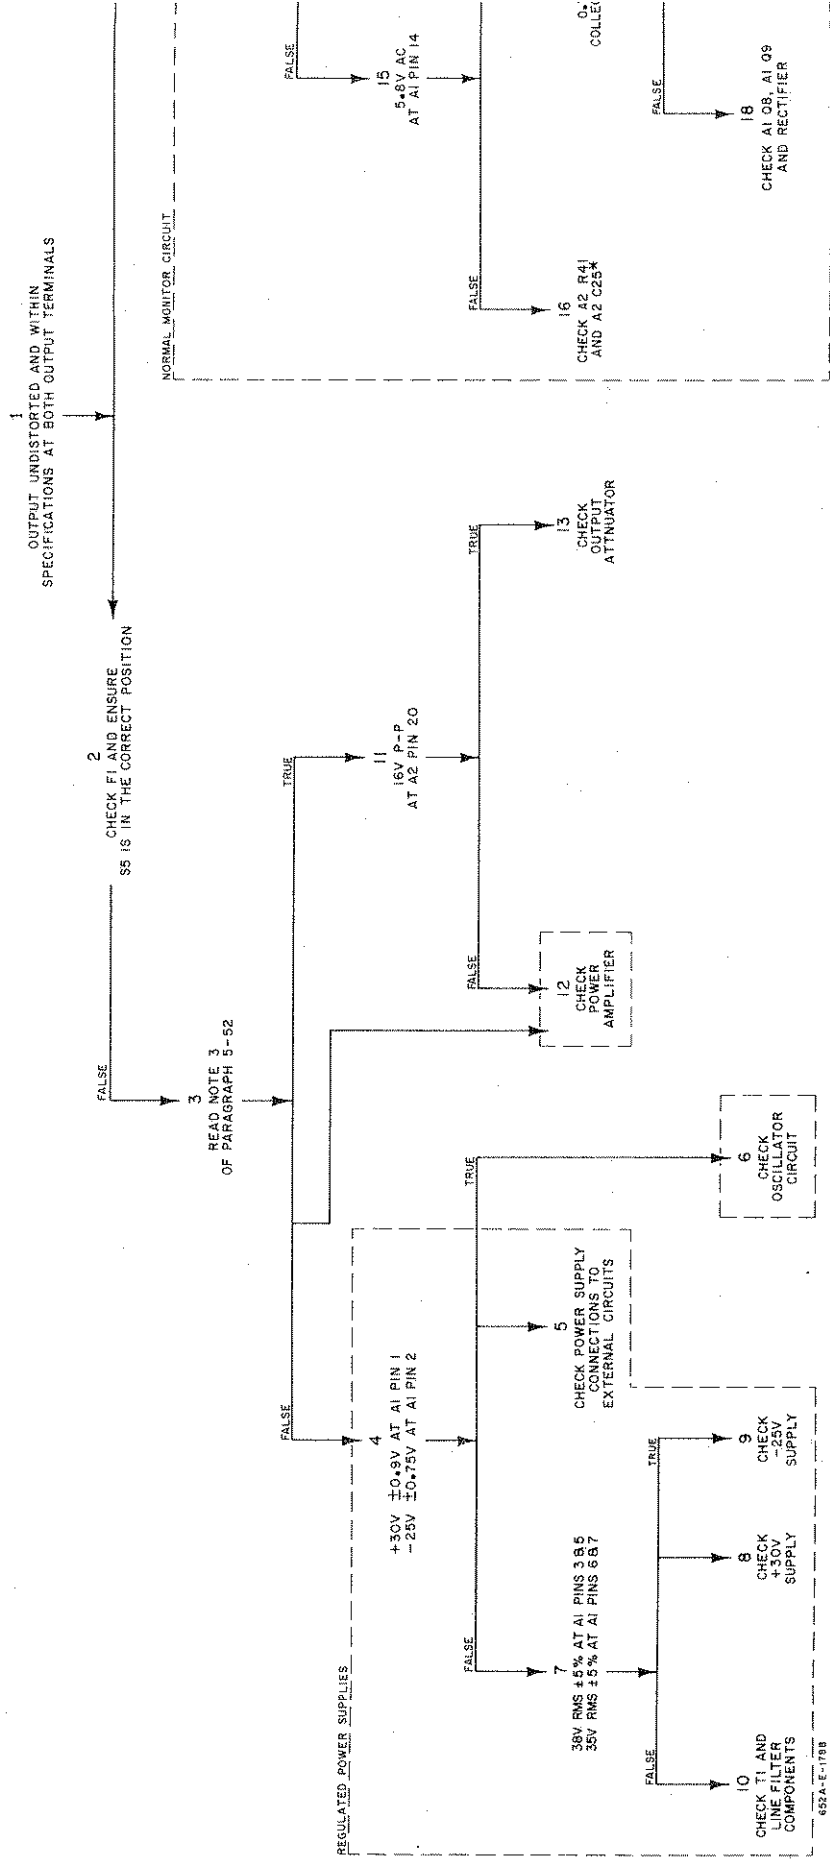 1
OUTPUT UNDISTORTED AND WITHIN
SPECIFICATIONS AT BOTH OUTPUT TERMINALS
2
CHECK F1 AND ENSURE
S5 IS IN THE CORRECT POSITION
FALSE
3
READ NOTE 3
OF PARAGRAPH 5-52
FALSE
TRUE
REGULATED POWER SUPPLIES
4
+30V ±0.9V AT A1 PIN 1
-25V ±0.75V AT A1 PIN 2
FALSE
TRUE
5
CHECK POWER SUPPLY
CONNECTIONS TO
EXTERNAL CIRCUITS
6
CHECK
OSCILLATOR
CIRCUIT
7
38V RMS ±5% AT A1 PINS 3&5
35V RMS ±5% AT A1 PINS 6&7
FALSE
TRUE
10
CHECK T1 AND
LINE FILTER
COMPONENTS
8
CHECK
+30V
SUPPLY
9
CHECK
-25V
SUPPLY
11
16V P-P
AT A2 PIN 20
FALSE
TRUE
12
CHECK
POWER
AMPLIFIER
13
CHECK
OUTPUT
ATTNUATOR
NORMAL MONITOR CIRCUIT
FALSE
15
5.8V AC
AT A1 PIN 14
FALSE
16
CHECK A2 R41
AND A2 C25*
0.
COLLE
FALSE
18
CHECK A1 Q8, A1 Q9
AND RECTIFIER
652A-E-1788